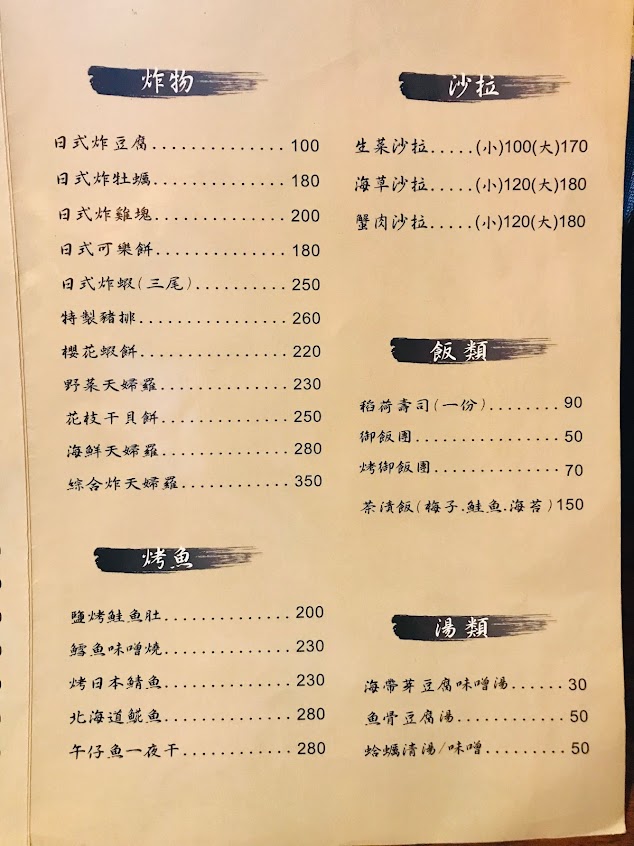 炸物
日式炸豆腐..............100
日式炸牡蠣..............180
日式炸雞塊..............200
日式可樂餅..............180
日式炸蝦(三尾)..........250
特製豬排................260
櫻花蝦餅................220
野菜天婦羅..............230
花枝干貝餅..............250
海鮮天婦羅..............280
綜合炸天婦羅............350
烤魚
鹽烤鮭魚肚..............200
鱈魚味噌燒..............230
烤日本鯖魚..............230
北海道鯱魚..............280
午仔魚一夜干............280
沙拉
生菜沙拉.....(小)100(大)170
海草沙拉.....(小)120(大)180
蟹肉沙拉.....(小)120(大)180
飯類
稻荷壽司(一份)........90
御飯團................50
烤御飯團..............70
茶漬飯(梅子.鮭魚.海苔)150
湯類
海帶芽豆腐味噌湯......30
魚骨豆腐湯............50
蛤蠣清湯/味噌.........50